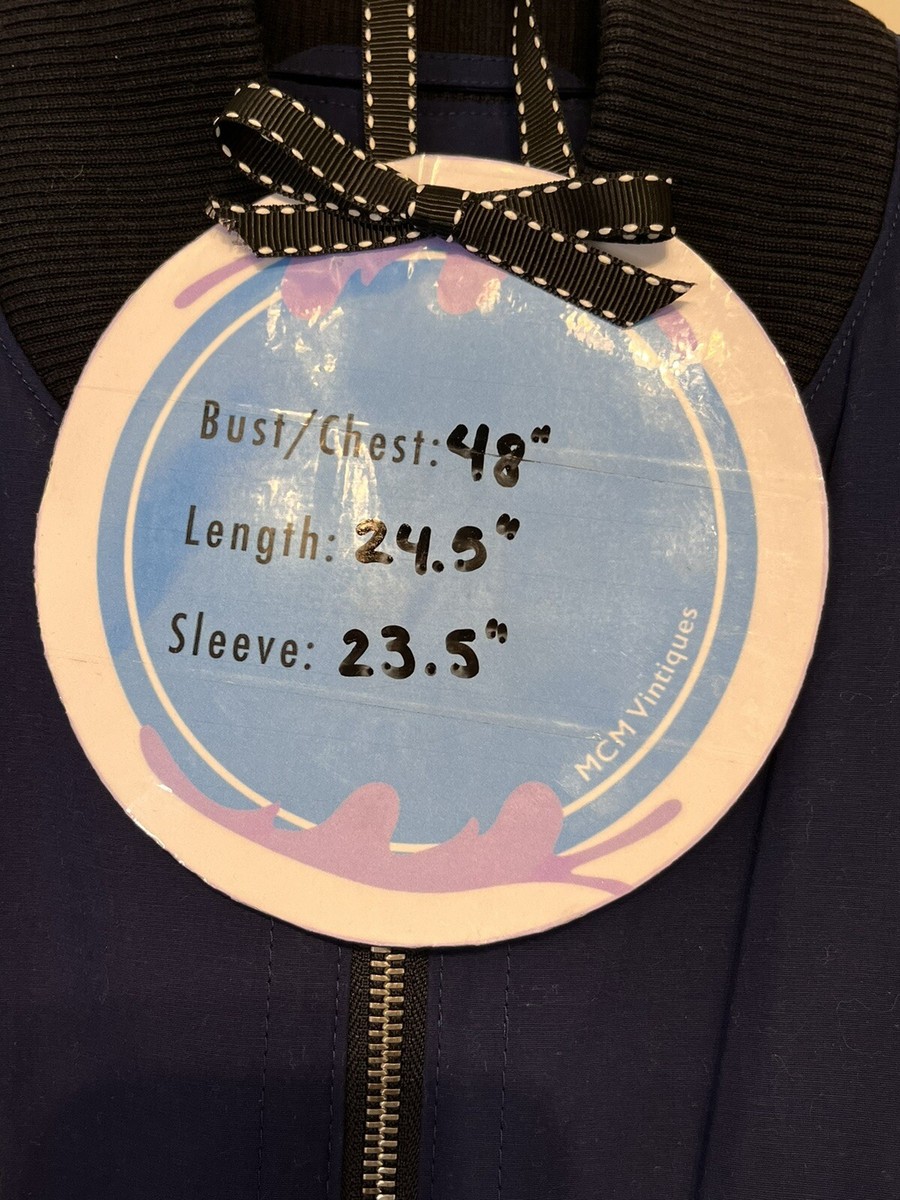 Bust/Chest: 48"
Length: 24.5"
Sleeve: 23.5"
MCM Vintiques